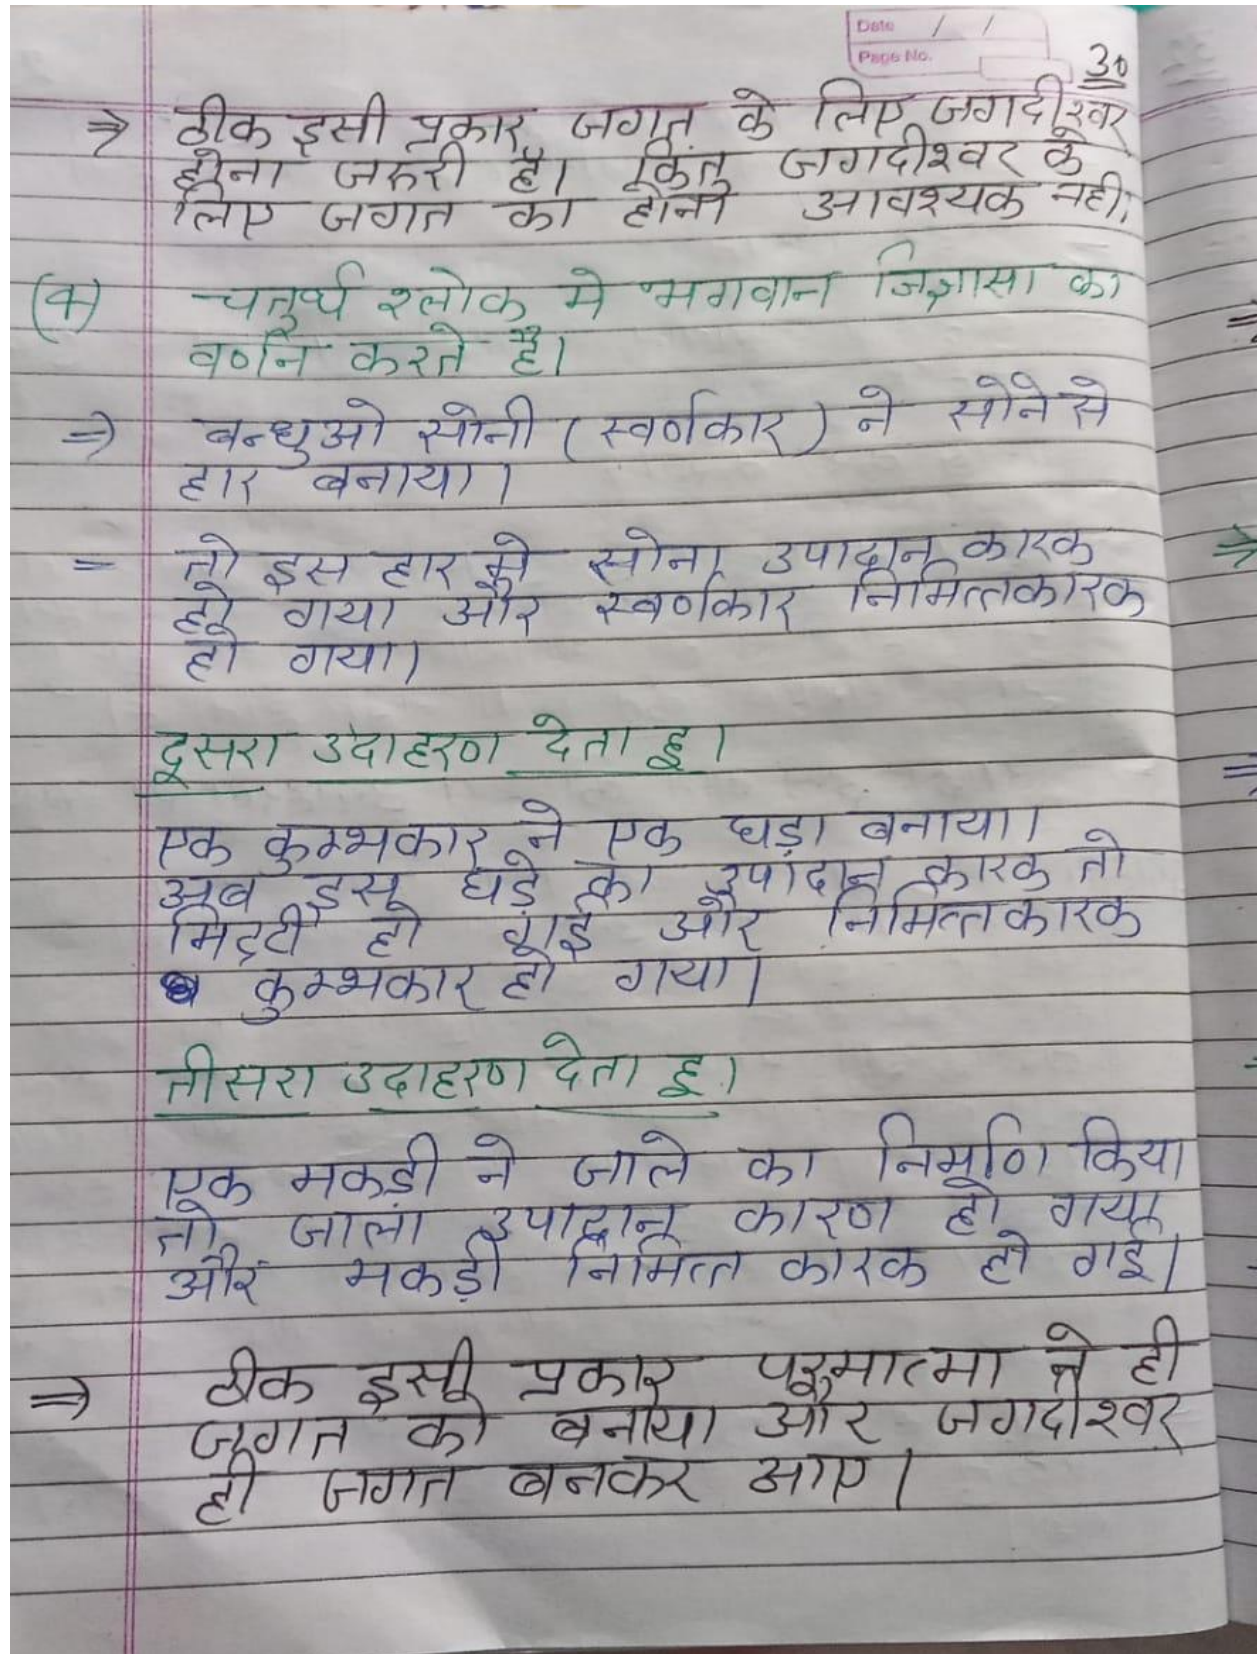 Date / /
Page No.
30
⇒ ठीक इसी प्रकार जगत के लिए जगदीश्वर
होना जरुरी है। किंतु जगदीश्वर के
लिए जगत का होना आवश्यक नही।
(4) चतुर्थ श्लोक मे भगवान जिज्ञासा का
वर्णन करते है।
⇒ बन्धुओ सोनी (स्वर्णकार) ने सोने से
हार बनाया।
= तो इस हार मे सोना उपादान कारक
हो गया और स्वर्णकार निमित्तकारक
हो गया।
दूसरा उदाहरण देता हू।
एक कुम्भकार ने एक घड़ा बनाया।
अब इस घड़े का उपादान कारक तो
मिट्टी हो गई और निमित्तकारक
कुम्भकार हो गया।
तीसरा उदाहरण देता हू।
एक मकडी ने जाले का निर्माण किया
तो जाला उपादान कारण हो गया
और मकड़ी निमित्त कारक हो गई।
⇒ ठीक इसी प्रकार परमात्मा ने ही
जगत को बनाया और जगदीश्वर
ही जगत बनकर आए।